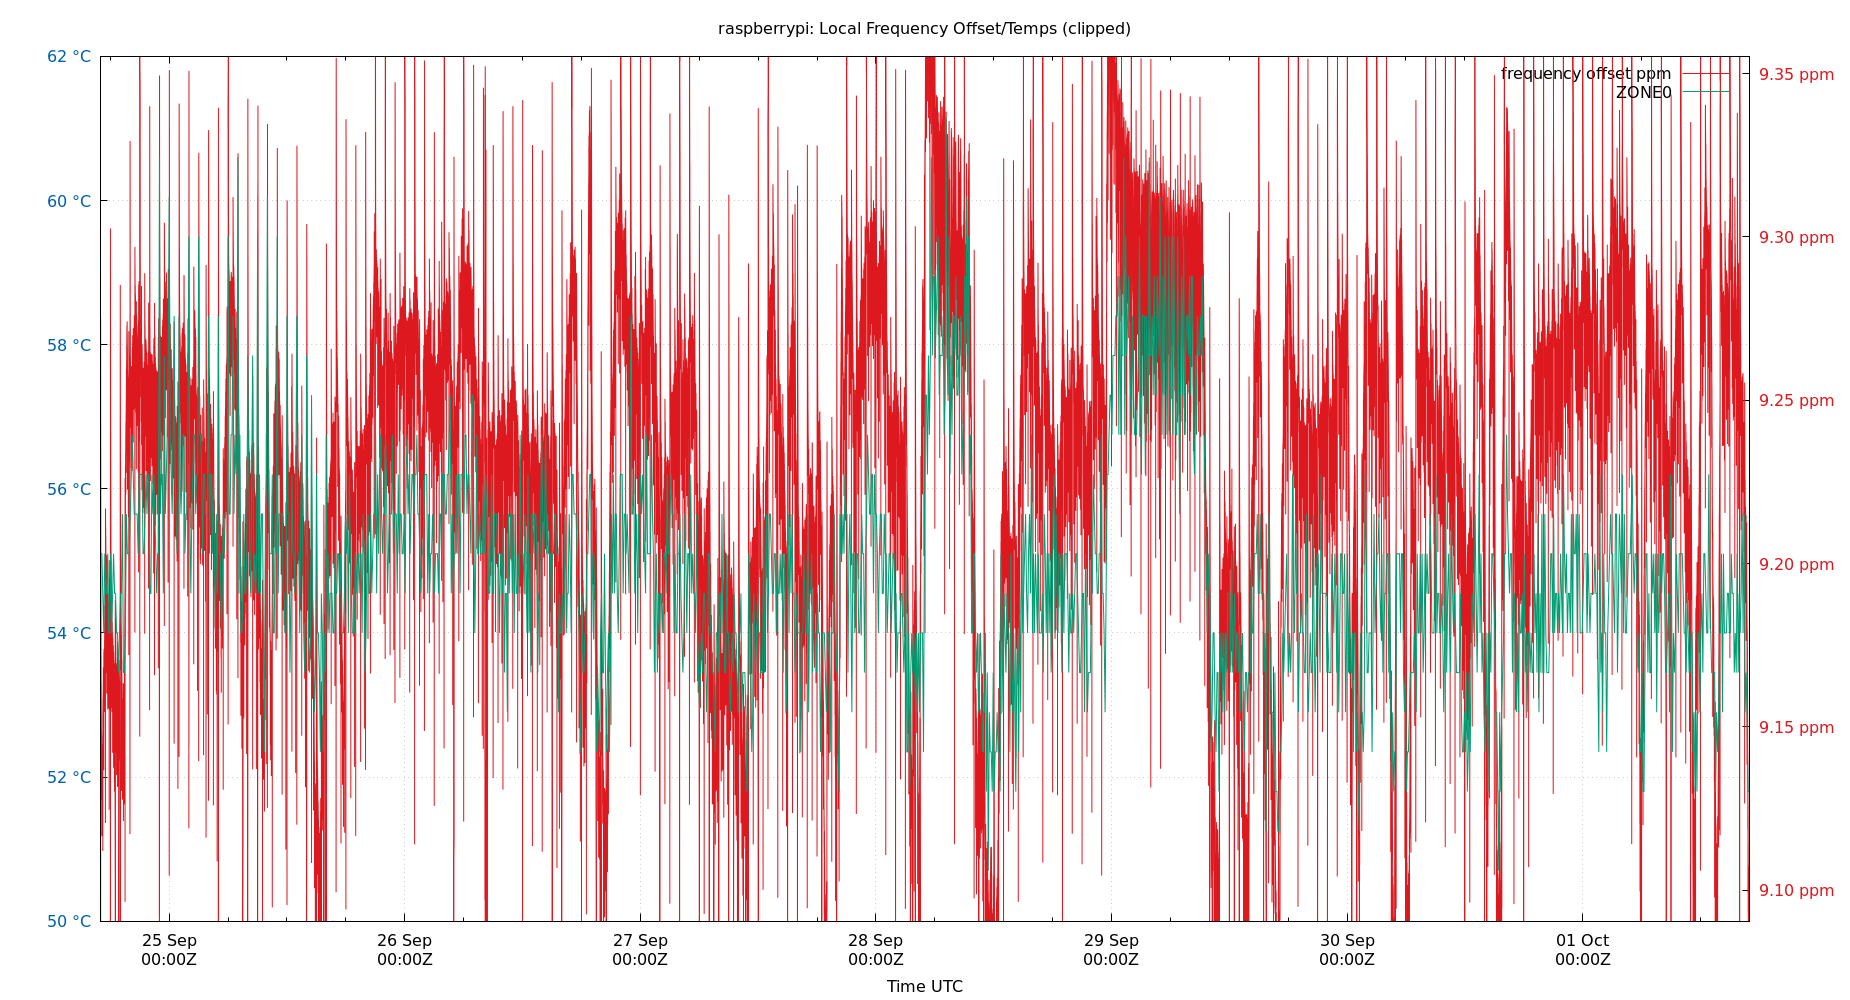 raspberrypi: Local Frequency Offset/Temps (clipped)
62 °C
60 °C
58 °C
56 °C
54 °C
52 °C
50 °C
frequency offset ppm
ZONE0
9.35 ppm
9.30 ppm
9.25 ppm
9.20 ppm
9.15 ppm
9.10 ppm
25 Sep
00:00Z
26 Sep
00:00Z
27 Sep
00:00Z
28 Sep
00:00Z
29 Sep
00:00Z
30 Sep
00:00Z
01 Oct
00:00Z
Time UTC